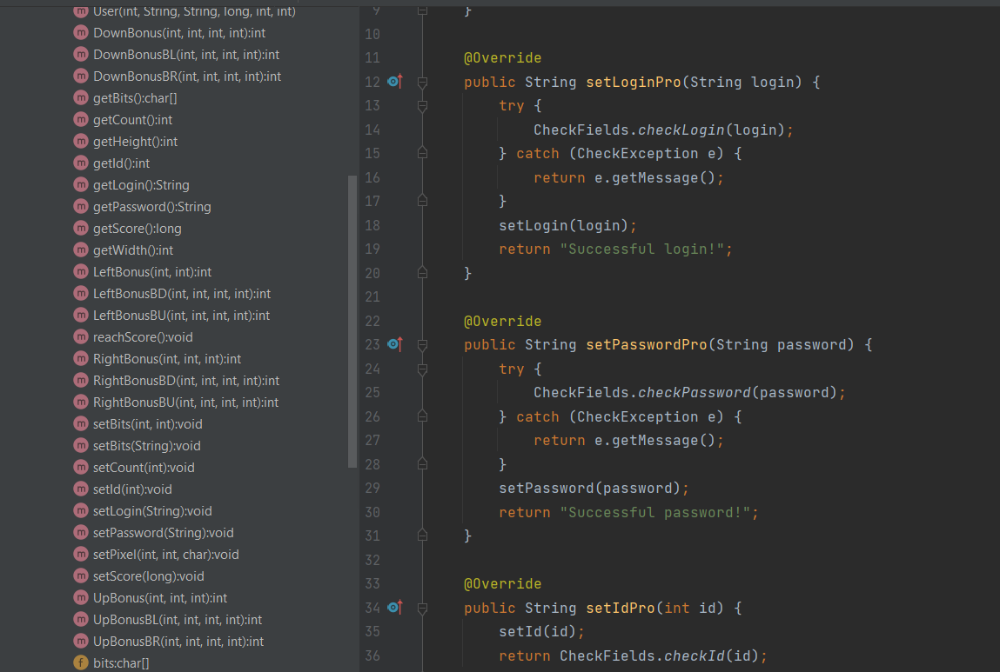 User(int, String, String, long, int, int)
DownBonus(int, int, int, int):int
DownBonusBL(int, int, int, int):int
DownBonusBR(int, int, int, int):int
getBits():char[]
getCount():int
getHeight():int
getId():int
getLogin():String
getPassword():String
getScore():long
getWidth():int
LeftBonus(int, int):int
LeftBonusBD(int, int, int, int):int
LeftBonusBU(int, int, int, int):int
reachScore():void
RightBonus(int, int, int):int
RightBonusBD(int, int, int, int):int
RightBonusBU(int, int, int, int):int
setBits(int, int):void
setBits(String):void
setCount(int):void
setId(int):void
setLogin(String):void
setPassword(String):void
setPixel(int, int, char):void
setScore(long):void
UpBonus(int, int, int):int
UpBonusBL(int, int, int, int):int
UpBonusBR(int, int, int, int):int
f bits:char[]
9 }
10
11 @Override
12 public String setLoginPro(String login) {
13 try {
14 CheckFields.checkLogin(login);
15 } catch (CheckException e) {
16 return e.getMessage();
17 }
18 setLogin(login);
19 return "Successful login!";
20 }
21
22 @Override
23 public String setPasswordPro(String password) {
24 try {
25 CheckFields.checkPassword(password);
26 } catch (CheckException e) {
27 return e.getMessage();
28 }
29 setPassword(password);
30 return "Successful password!";
31 }
32
33 @Override
34 public String setIdPro(int id) {
35 setId(id);
36 return CheckFields.checkId(id);